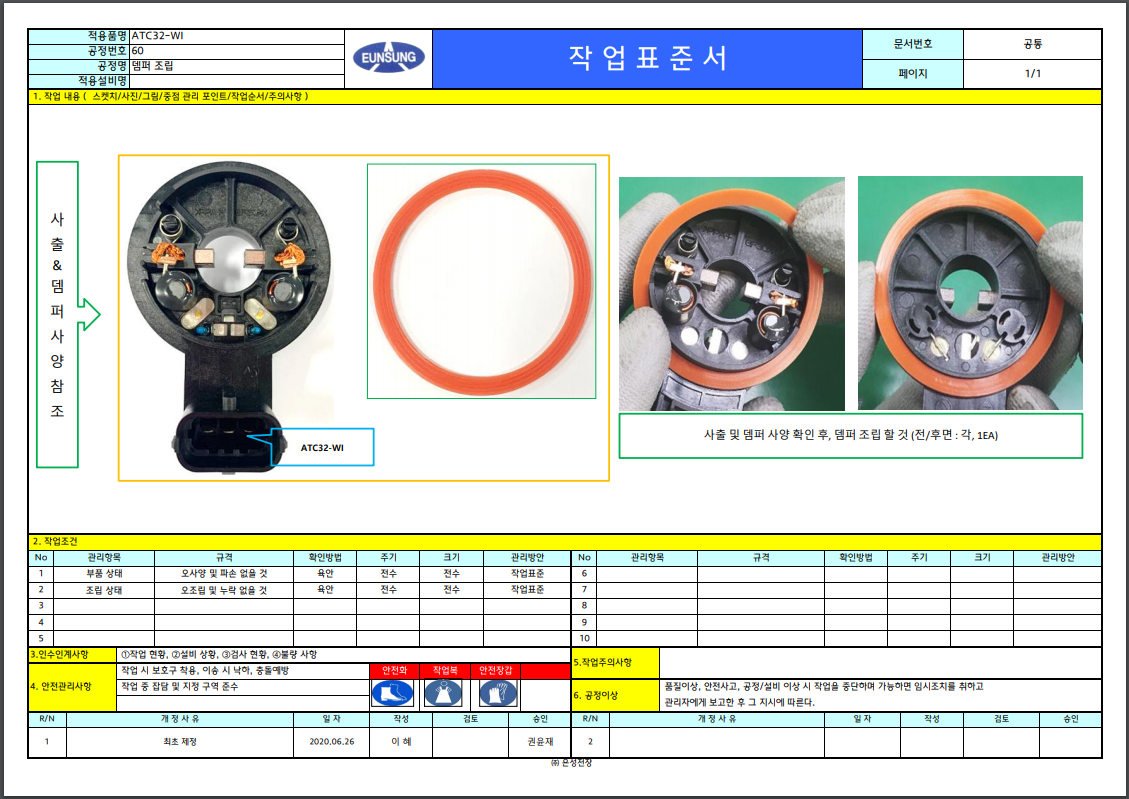 적용품명 ATC32-WI
공정번호 60
공정명 뎀퍼 조립
적용설비명
EUNSUNG
작 업 표 준 서
문서번호 공통
페이지 1/1
1. 작업 내용 ( 스켓치/사진/그림/중점 관리 포인트/작업순서/주의사항 )
사출&뎀퍼사양참조
ATC32-WI
사출 및 뎀퍼 사양 확인 후, 뎀퍼 조립 할 것 (전/후면 : 각, 1EA)
2. 작업조건
No 관리항목 규격 확인방법 주기 크기 관리방안 No 관리항목 규격 확인방법 주기 크기 관리방안
1 부품 상태 오사양 및 파손 없을 것 육안 전수 전수 작업표준 6
2 조립 상태 오조립 및 누락 없을 것 육안 전수 전수 작업표준 7
3 8
4 9
5 10
3.인수인계사항 ①작업 현황, ②설비 상황, ③검사 현황, ④불량 사항
4. 안전관리사항 작업 시 보호구 착용, 이송 시 낙하, 충돌예방
작업 중 잡담 및 지정 구역 준수
안전화 작업복 안전장갑
5.작업주의사항
6. 공정이상 품질이상, 안전사고, 공정/설비 이상 시 작업을 중단하며 가능하면 임시조치를 취하고
관리자에게 보고한 후 그 지시에 따른다.
R/N 개 정 사 유 일 자 작성 검토 승인 R/N 개 정 사 유 일 자 작성 검토 승인
1 최초 제정 2020.06.26 이 혜 권윤재 2
㈜ 은성전장